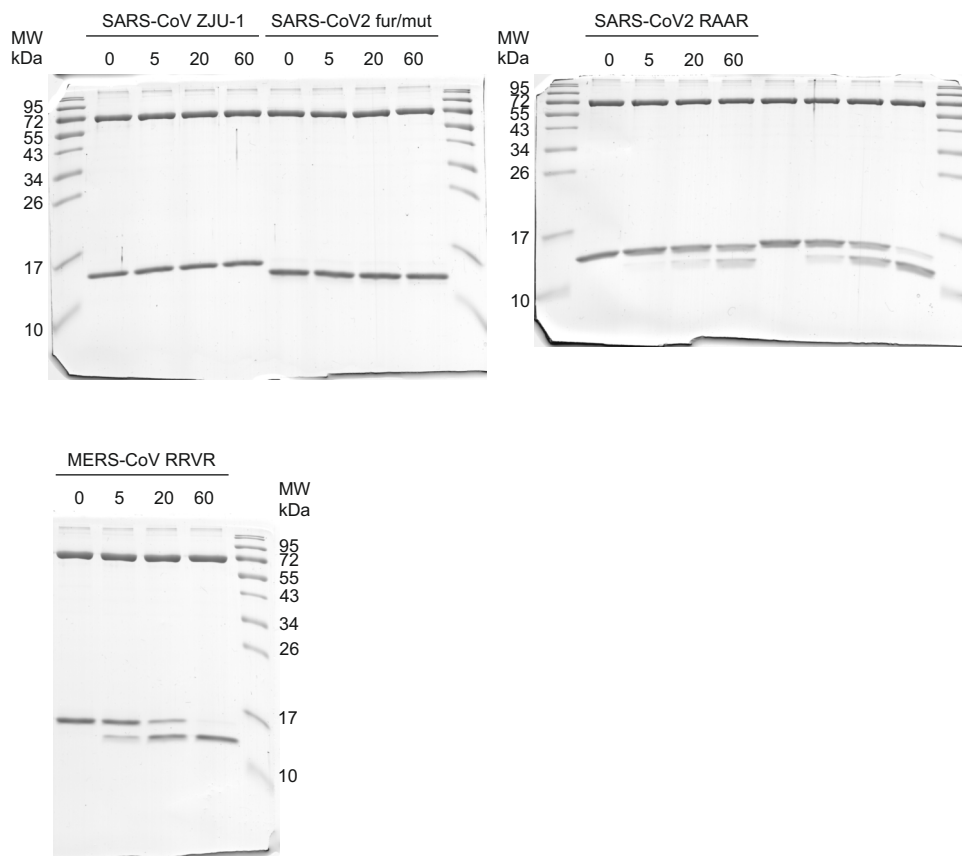 SARS-CoV ZJU-1 SARS-CoV2 fur/mut
MW
kDa
0 5 20 60 0 5 20 60
95
72
55
43
34
26
17
10
SARS-CoV2 RAAR
MW
kDa
0 5 20 60
95
72
55
43
34
26
17
10
MERS-CoV RRVR
0 5 20 60
MW
kDa
95
72
55
43
34
26
17
10